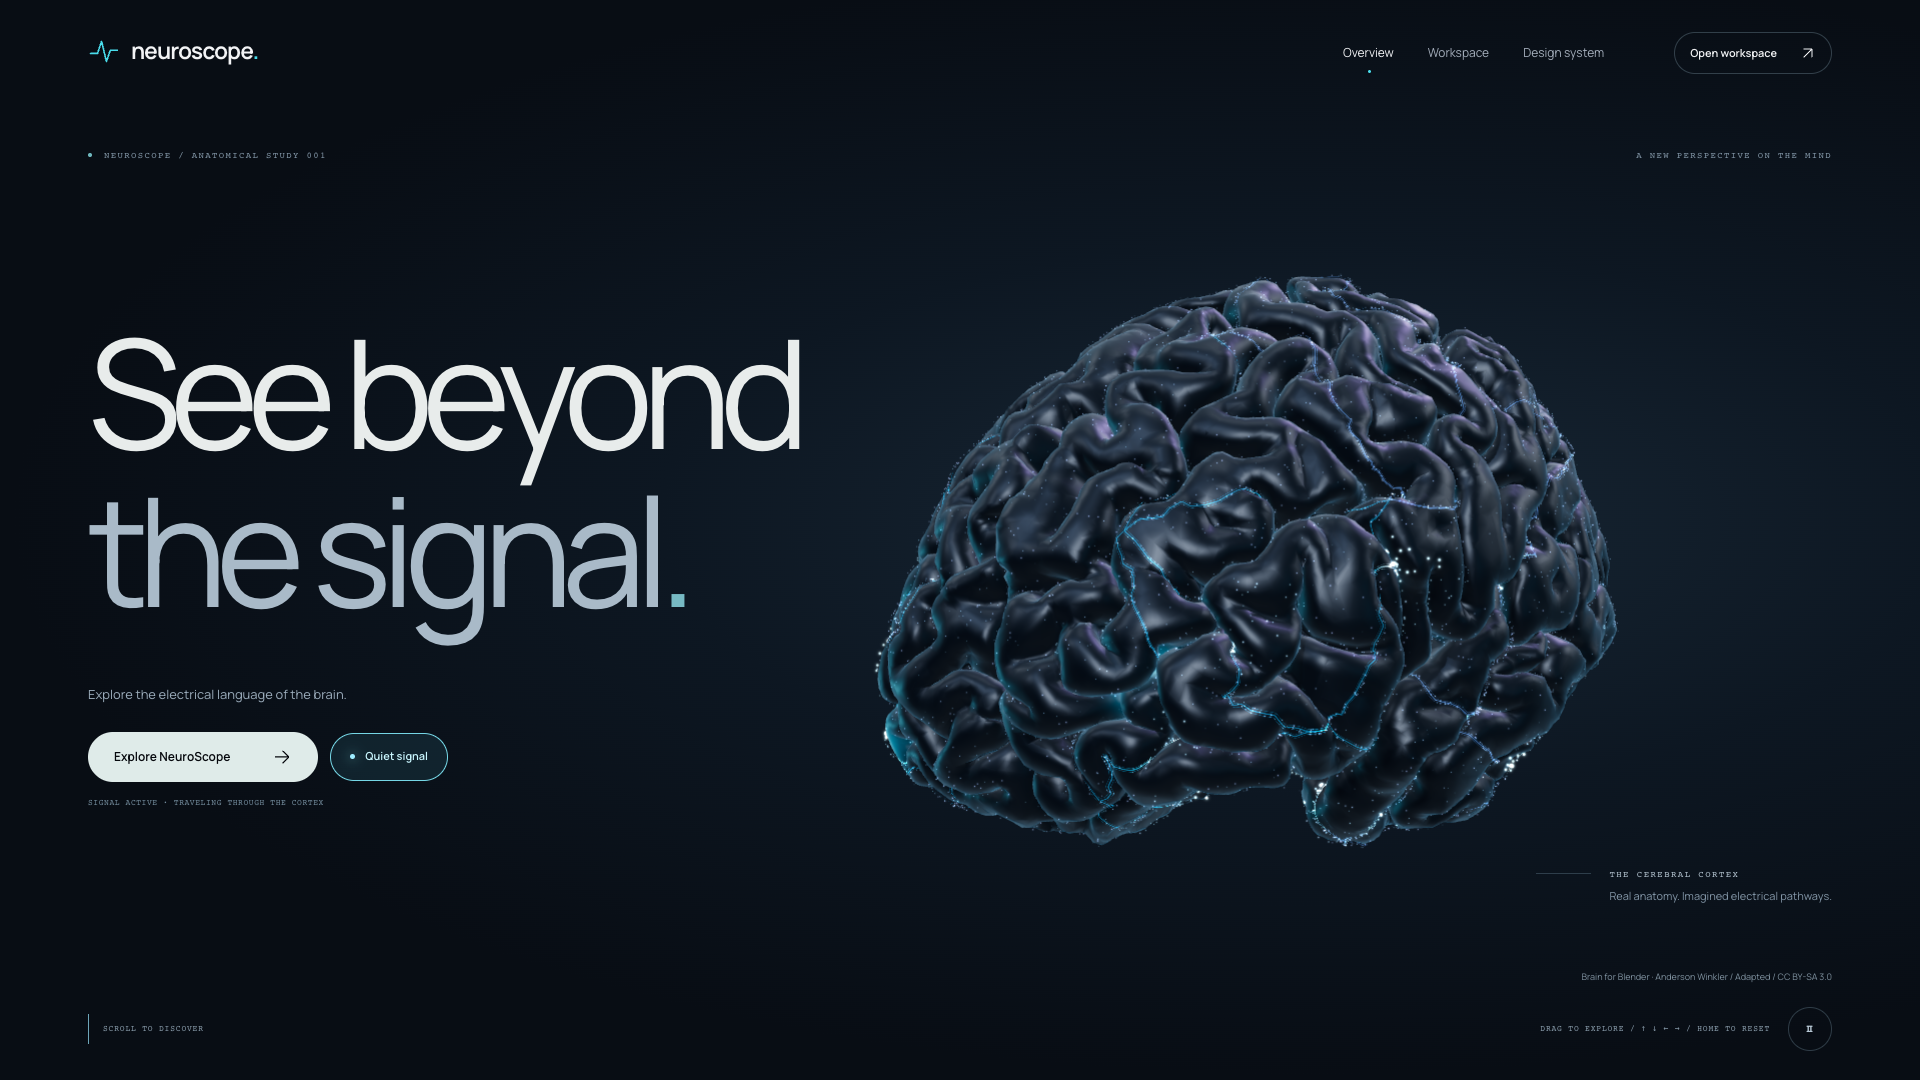 neuroscope.
Overview
Workspace
Design system
Open workspace
NEUROSCOPE / ANATOMICAL STUDY 001
A NEW PERSPECTIVE ON THE MIND
See beyond
the signal.
Explore the electrical language of the brain.
Explore NeuroScope
Quiet signal
SIGNAL ACTIVE · TRAVELING THROUGH THE CORTEX
THE CEREBRAL CORTEX
Real anatomy. Imagined electrical pathways.
Brain for Blender · Anderson Winkler / Adapted / CC BY-SA 3.0
SCROLL TO DISCOVER
DRAG TO EXPLORE / ↑ ↓ ← → / HOME TO RESET